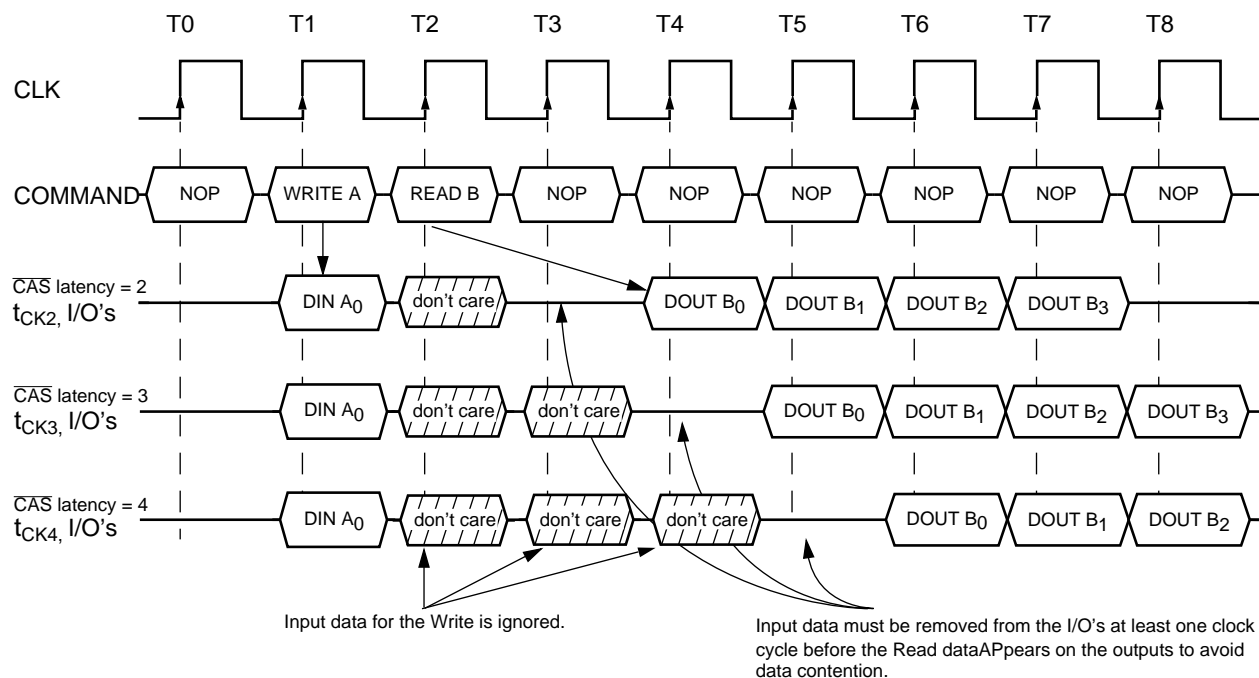 T0 T1 T2 T3 T4 T5 T6 T7 T8
CLK
COMMAND NOP WRITE A READ B NOP NOP NOP NOP NOP NOP
CAS latency = 2
tCK2, I/O's DIN A0 don't care DOUT B0 DOUT B1 DOUT B2 DOUT B3
CAS latency = 3
tCK3, I/O's DIN A0 don't care don't care DOUT B0 DOUT B1 DOUT B2 DOUT B3
CAS latency = 4
tCK4, I/O's DIN A0 don't care don't care don't care DOUT B0 DOUT B1 DOUT B2
Input data for the Write is ignored.
Input data must be removed from the I/O's at least one clock
cycle before the Read dataAPpears on the outputs to avoid
data contention.